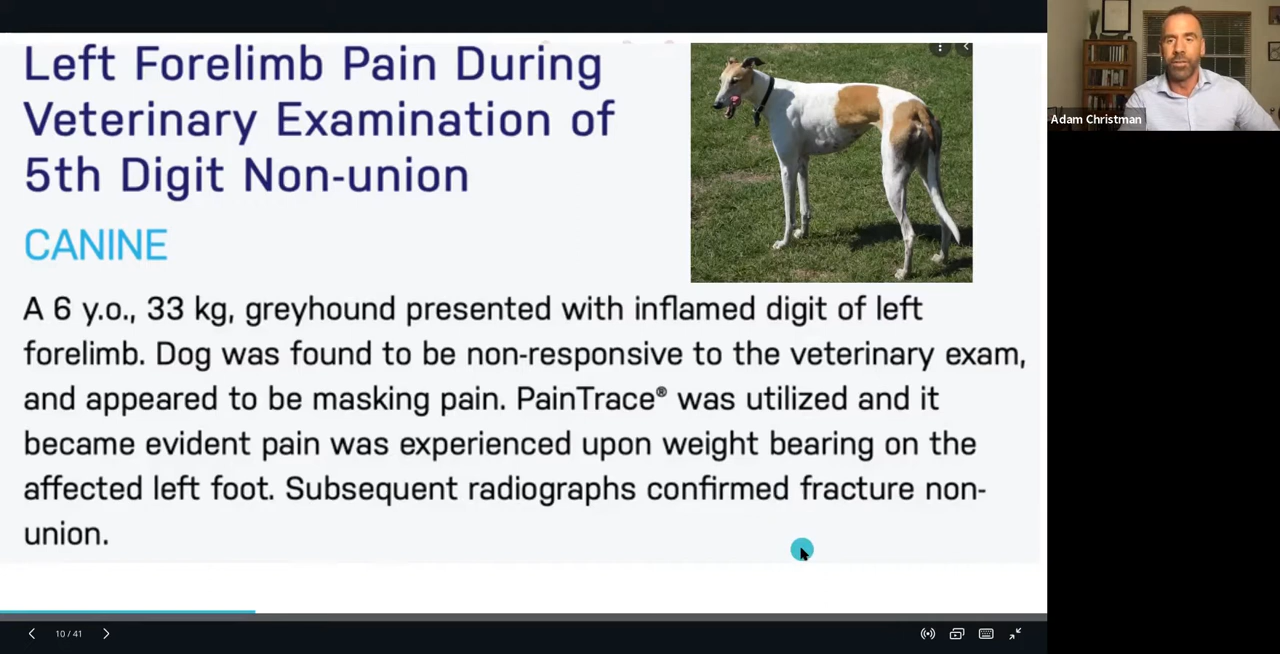 Left Forelimb Pain During
Veterinary Examination of
5th Digit Non-union
CANINE
A 6 y.o., 33 kg, greyhound presented with inflamed digit of left
forelimb. Dog was found to be non-responsive to the veterinary exam,
and appeared to be masking pain. PainTrace® was utilized and it
became evident pain was experienced upon weight bearing on the
affected left foot. Subsequent radiographs confirmed fracture non-
union.
Adam Christman
10 / 41